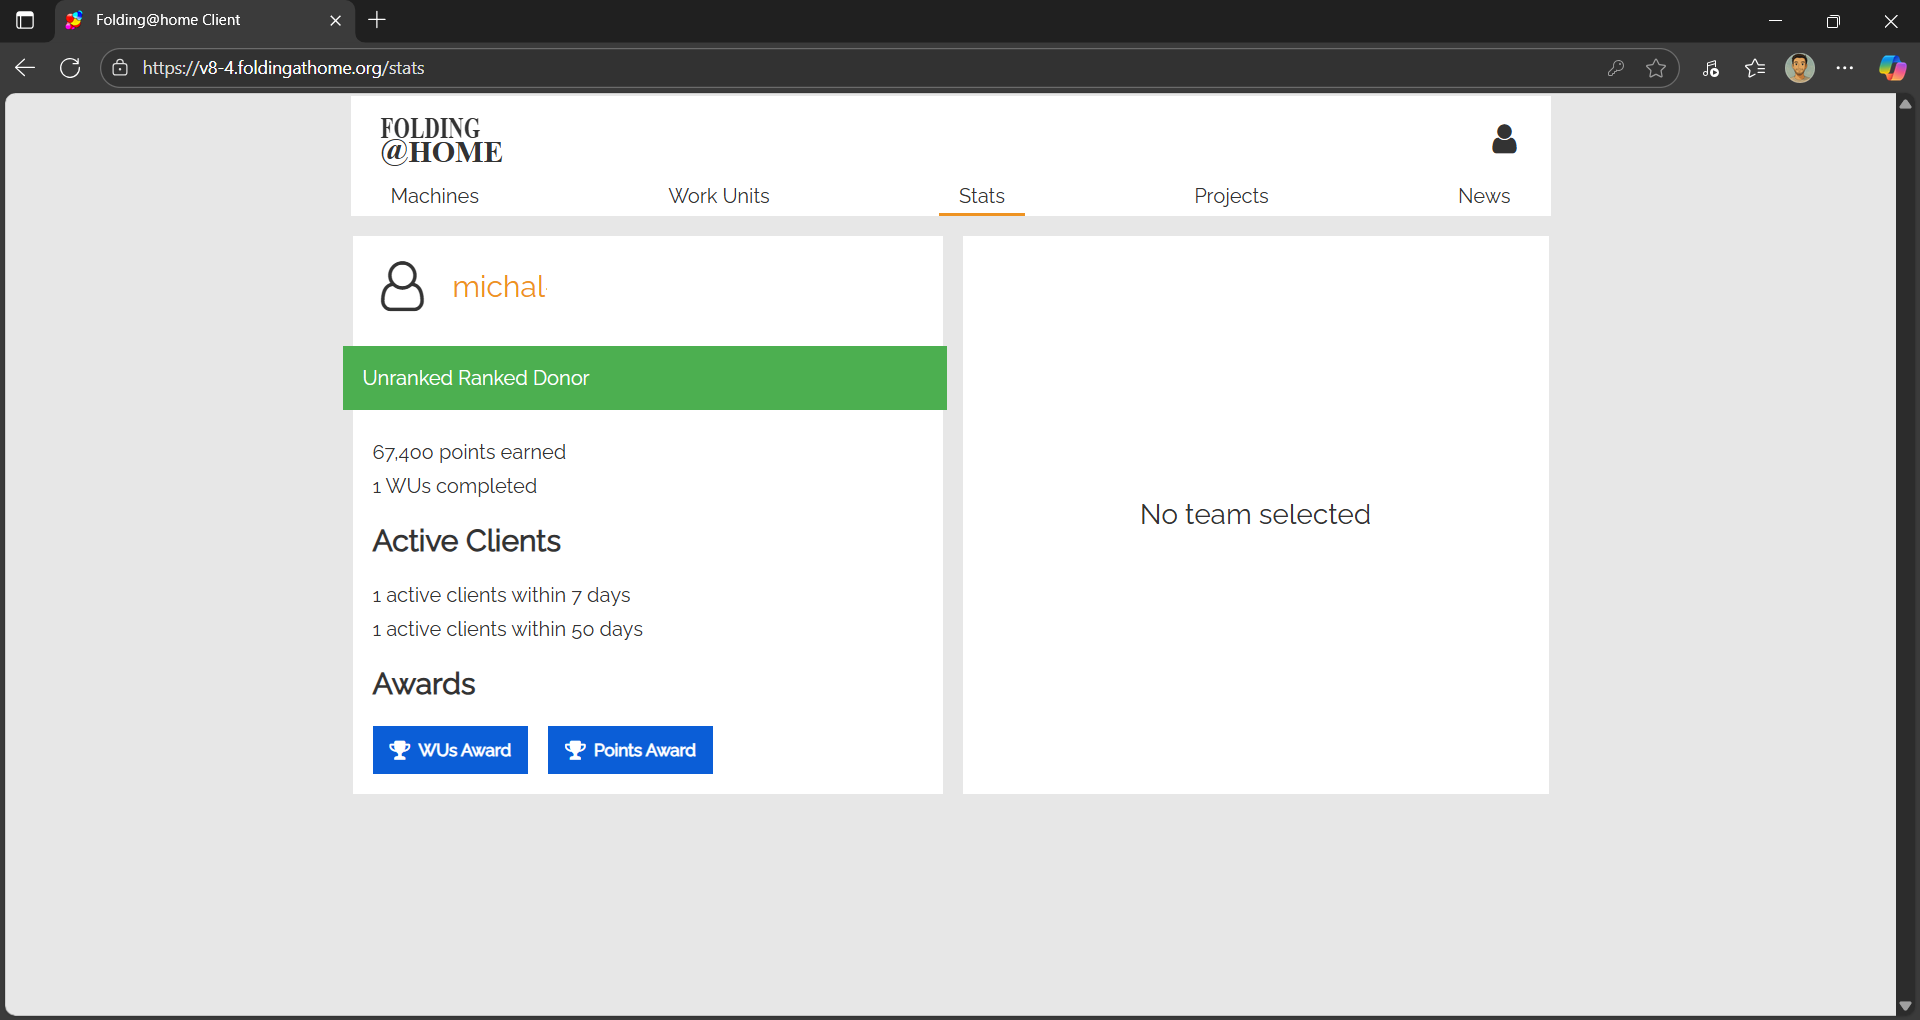 Folding@home Client
https://v8-4.foldingathome.org/stats
FOLDING
@HOME
Machines Work Units Stats Projects News
michal
Unranked Ranked Donor
67,400 points earned
1 WUs completed
Active Clients
1 active clients within 7 days
1 active clients within 50 days
Awards
WUs Award Points Award
No team selected